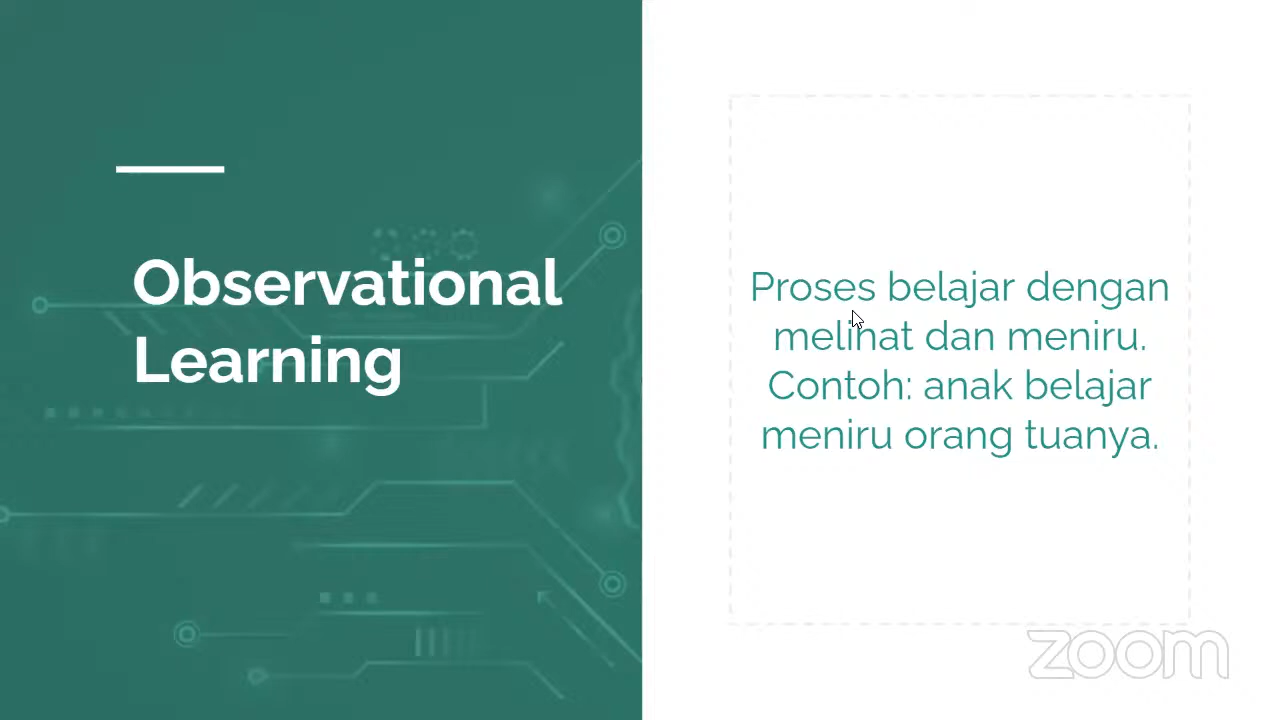 Observational
Learning
Proses belajar dengan
melihat dan meniru.
Contoh: anak belajar
meniru orang tuanya.
zoom